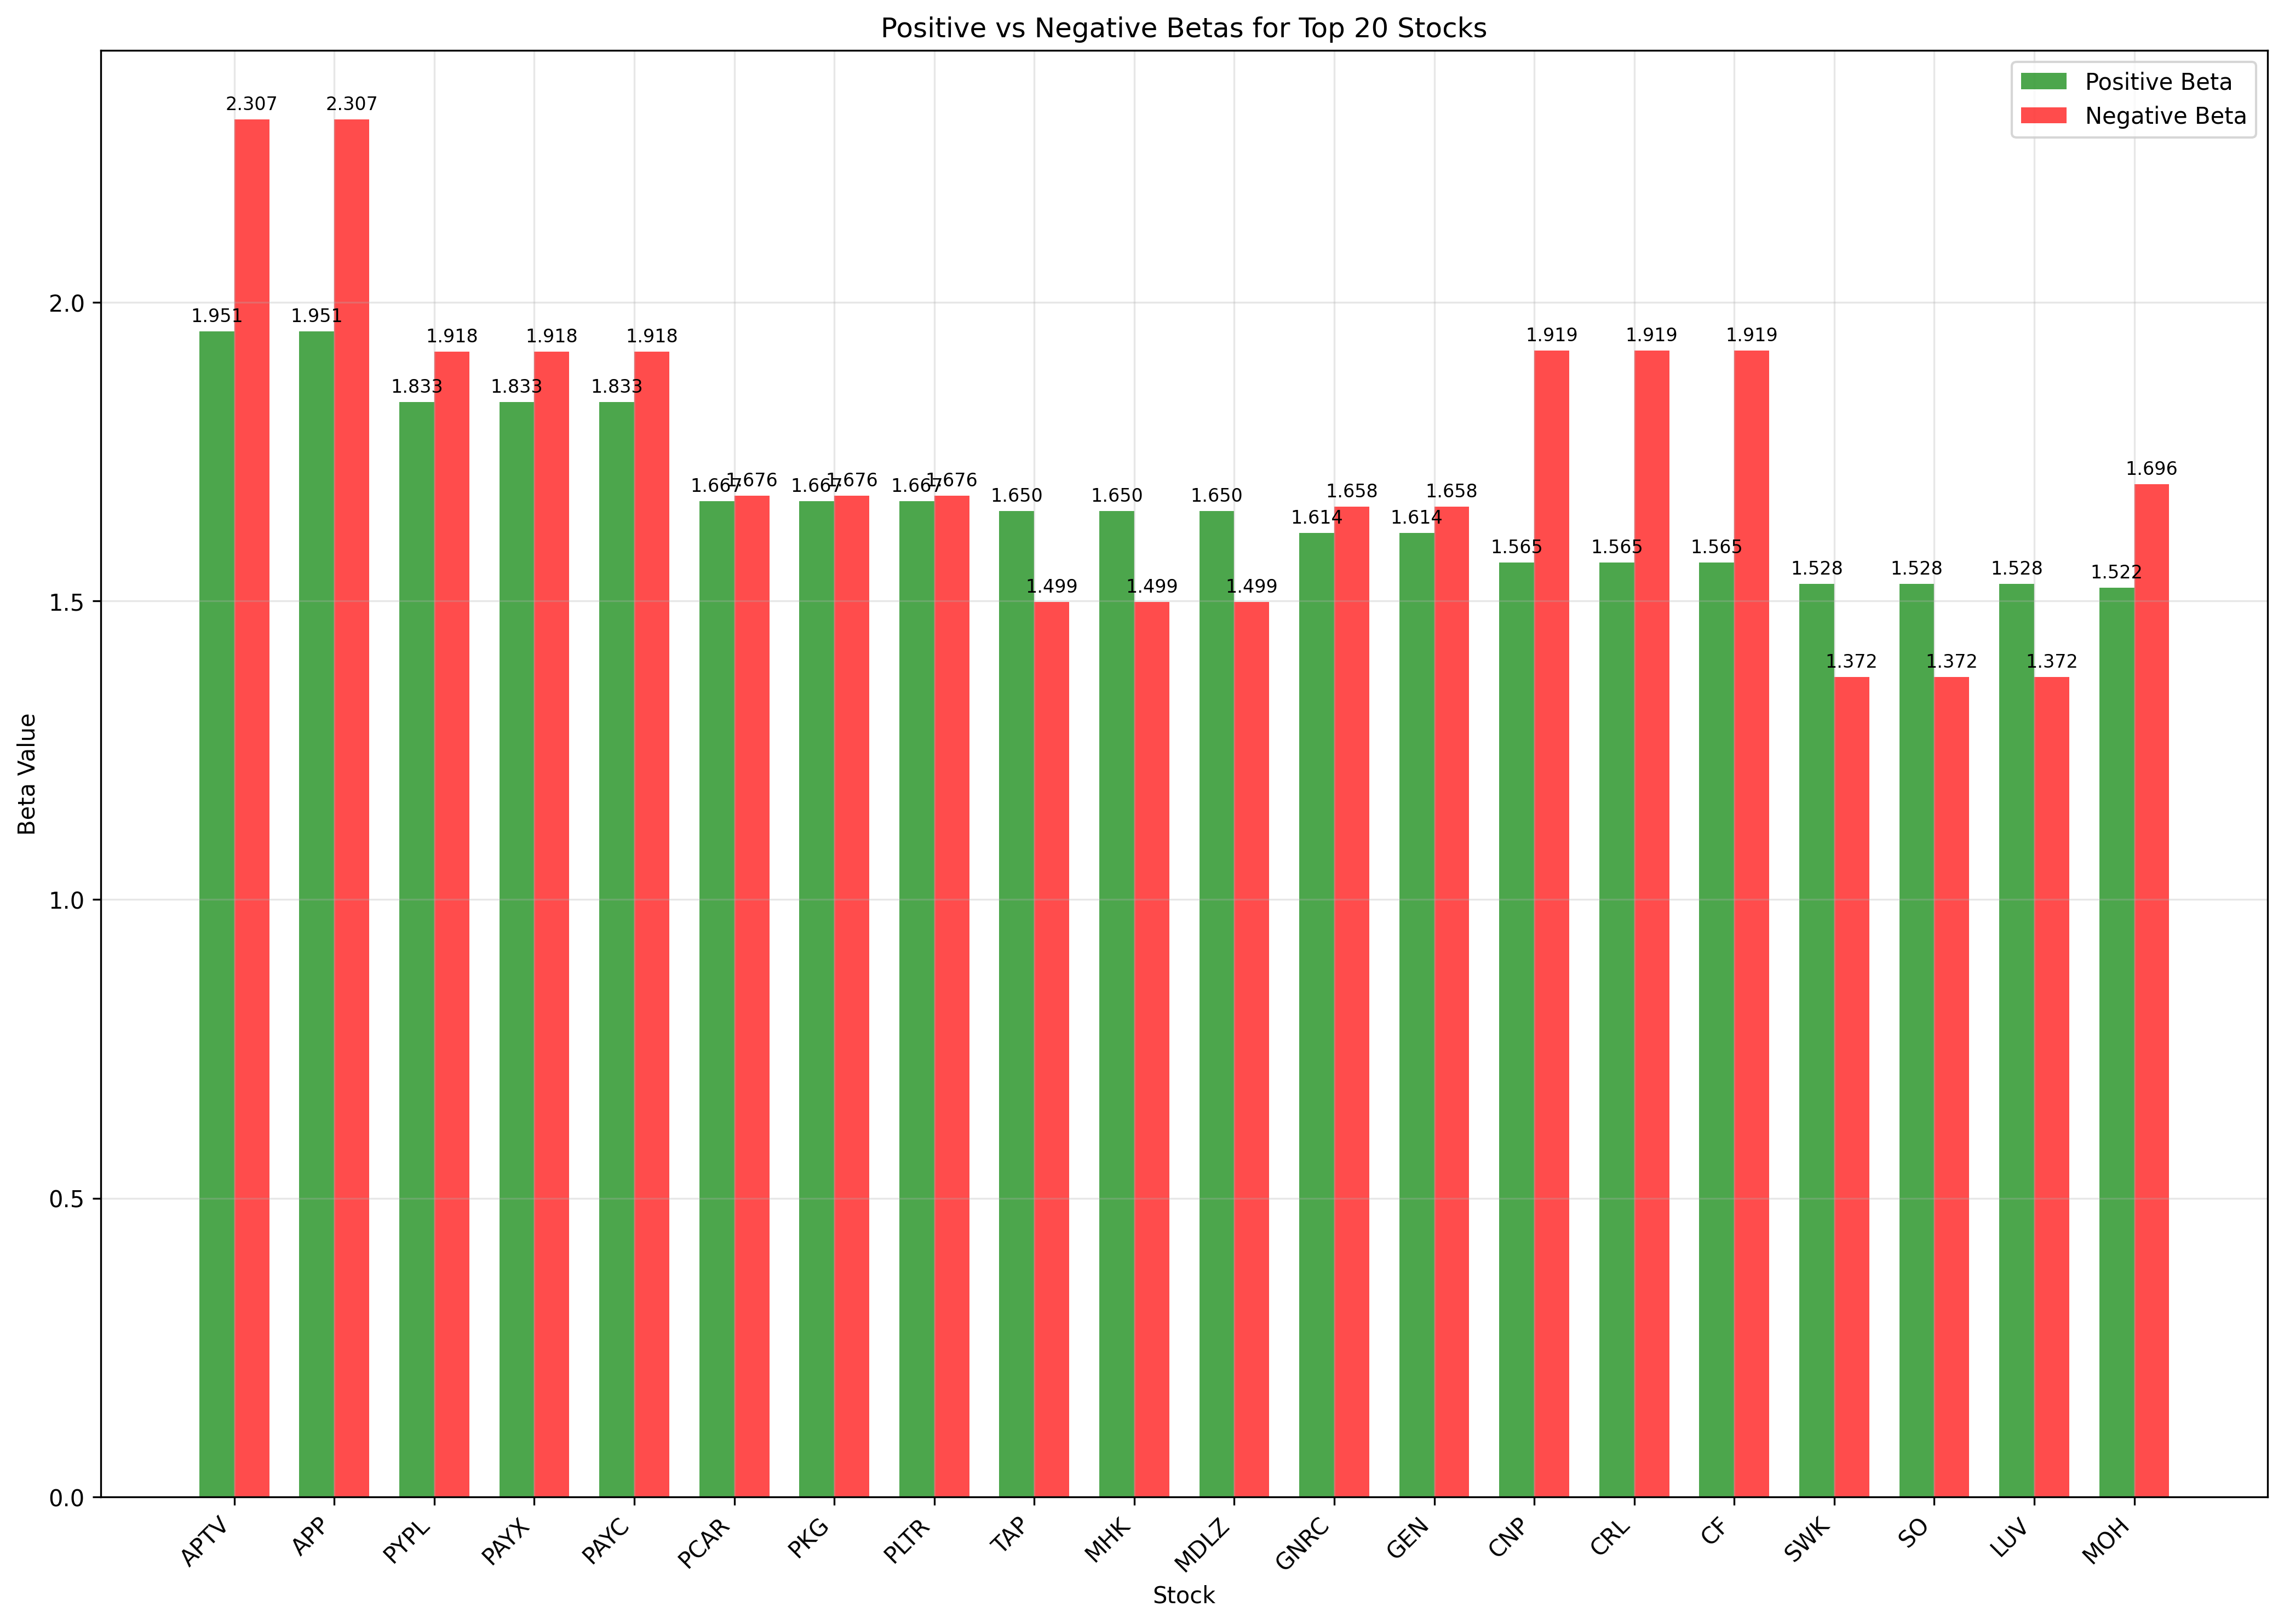 Positive vs Negative Betas for Top 20 Stocks
Positive Beta
Negative Beta
2.307
2.307
1.951
1.951
1.918
1.918
1.918
1.833
1.833
1.833
1.667
1.676
1.667
1.676
1.667
1.676
1.650
1.499
1.650
1.499
1.650
1.499
1.614
1.658
1.614
1.658
1.565
1.919
1.565
1.919
1.565
1.919
1.528
1.372
1.528
1.372
1.528
1.372
1.522
1.696
Beta Value
2.0
1.5
1.0
0.5
0.0
APTV
APP
PYPL
PAYX
PAYC
PCAR
PKG
PLTR
TAP
MHK
MDLZ
GNRC
GEN
CNP
CRL
CF
SWK
SO
LUV
MOH
Stock